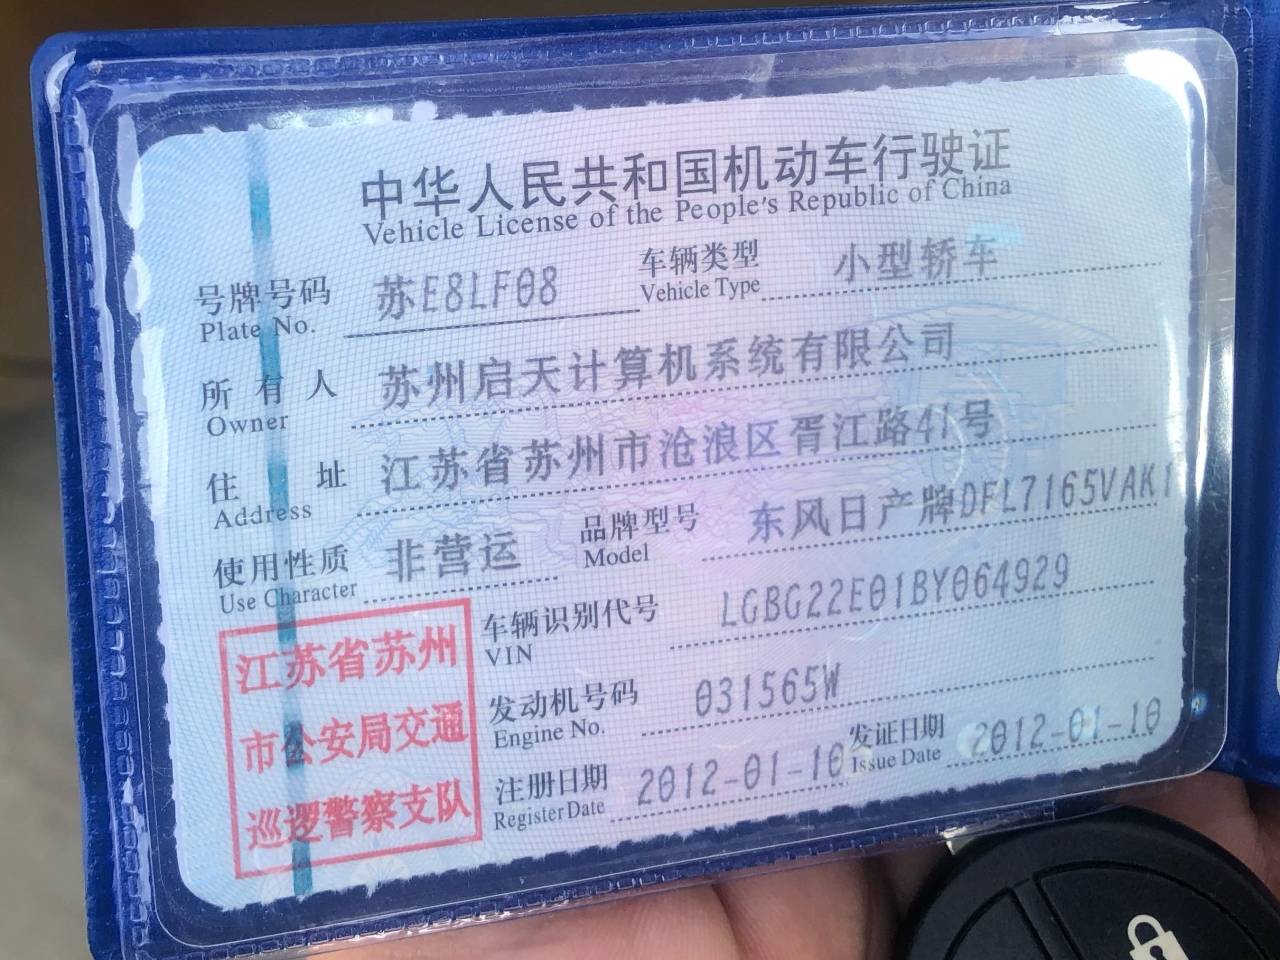 中华人民共和国机动车行驶证
Vehicle License of the People's Republic of China
号牌号码 苏E8LF08 车辆类型 小型轿车
Plate No. Vehicle Type
所有人 苏州启天计算机系统有限公司
Owner
住址 江苏省苏州市沧浪区胥江路41号
Address
使用性质 非营运 品牌型号 东风日产牌DFL7165VAK1
Use Character Model
车辆识别代号 LGBG22E01BY064929
VIN
发动机号码 031565W
Engine No.
注册日期 2012-01-10 发证日期 2012-01-10
Register Date Issue Date
江苏省苏州
市公安局交通
巡逻警察支队